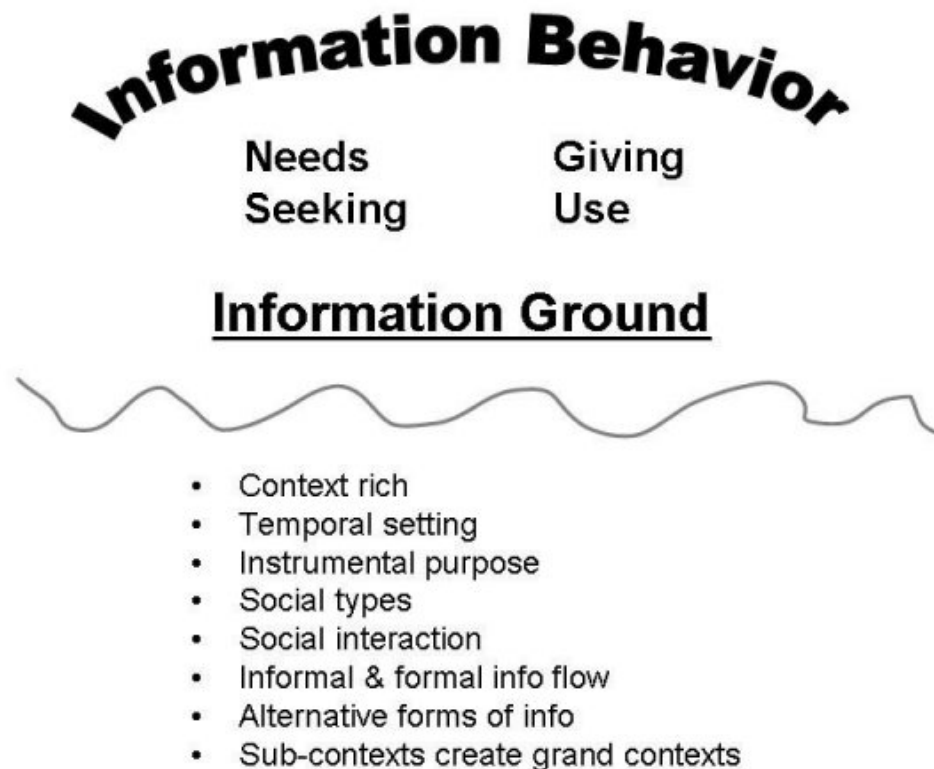 Information Behavior
Needs Giving
Seeking Use
Information Ground
• Context rich
• Temporal setting
• Instrumental purpose
• Social types
• Social interaction
• Informal & formal info flow
• Alternative forms of info
• Sub-contexts create grand contexts